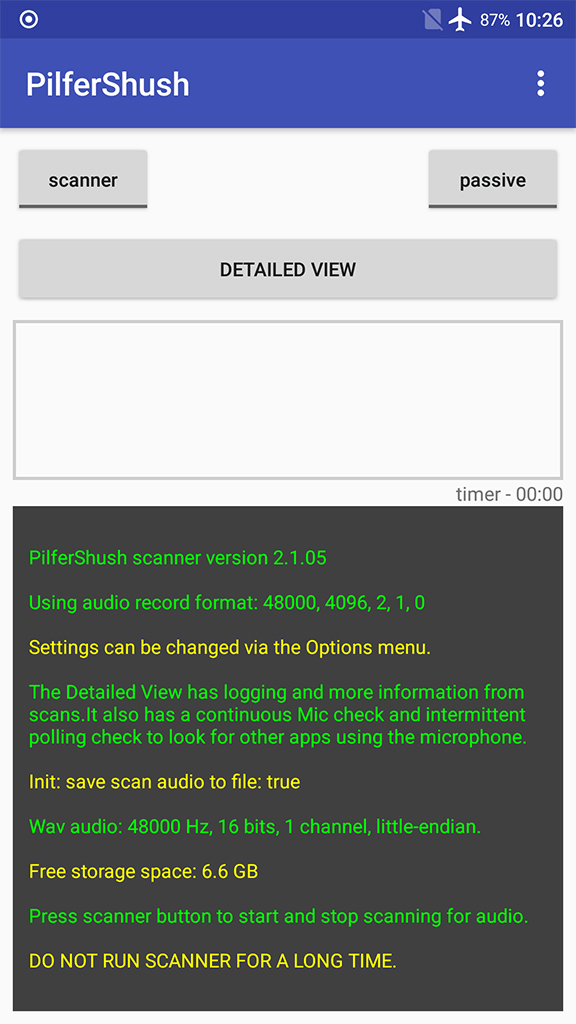 87% 10:26
PilferShush
scanner
passive
DETAILED VIEW
timer - 00:00
PilferShush scanner version 2.1.05
Using audio record format: 48000, 4096, 2, 1, 0
Settings can be changed via the Options menu.
The Detailed View has logging and more information from
scans.It also has a continuous Mic check and intermittent
polling check to look for other apps using the microphone.
Init: save scan audio to file: true
Wav audio: 48000 Hz, 16 bits, 1 channel, little-endian.
Free storage space: 6.6 GB
Press scanner button to start and stop scanning for audio.
DO NOT RUN SCANNER FOR A LONG TIME.